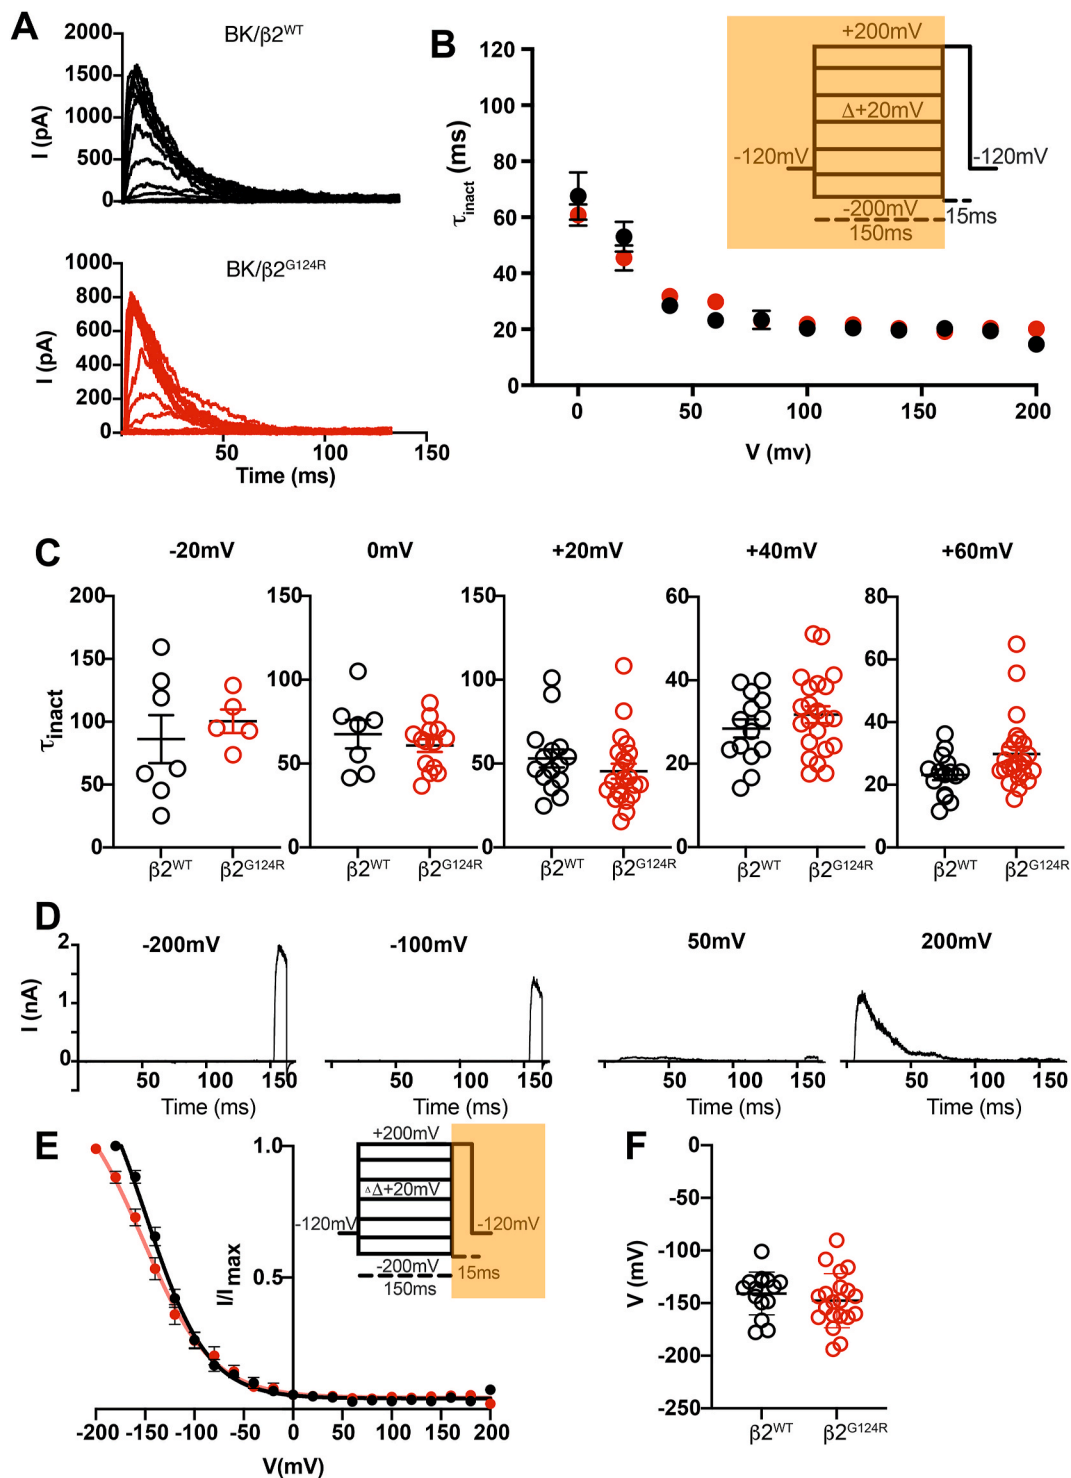 A
BK/β2WT
2000
1500
1000
500
0
I (pA)
BK/β2G124R
1000
800
600
400
200
0
I (pA)
50
100
150
Time (ms)
B
120
100
80
60
40
20
0
τinact (ms)
0
50
100
150
200
V (mv)
+200mV
Δ+20mV
-120mV
-120mV
-200mV
15ms
150ms
C
-20mV
0mV
+20mV
+40mV
+60mV
τinact
200
150
100
50
0
150
100
50
0
150
100
50
0
60
40
20
0
80
60
40
20
0
β2WT
β2G124R
β2WT
β2G124R
β2WT
β2G124R
β2WT
β2G124R
β2WT
β2G124R
D
-200mV
-100mV
50mV
200mV
2
1
0
I (nA)
50
100
150
50
100
150
50
100
150
50
100
150
Time (ms)
Time (ms)
Time (ms)
Time (ms)
E
1.0
0.5
I/Imax
+200mV
Δ Δ+20mV
-120mV
-120mV
-200mV
15ms
150ms
-200
-150
-100
-50
0
50
100
150
200
V(mV)
F
0
-50
-100
-150
-200
-250
V (mV)
β2WT
β2G124R